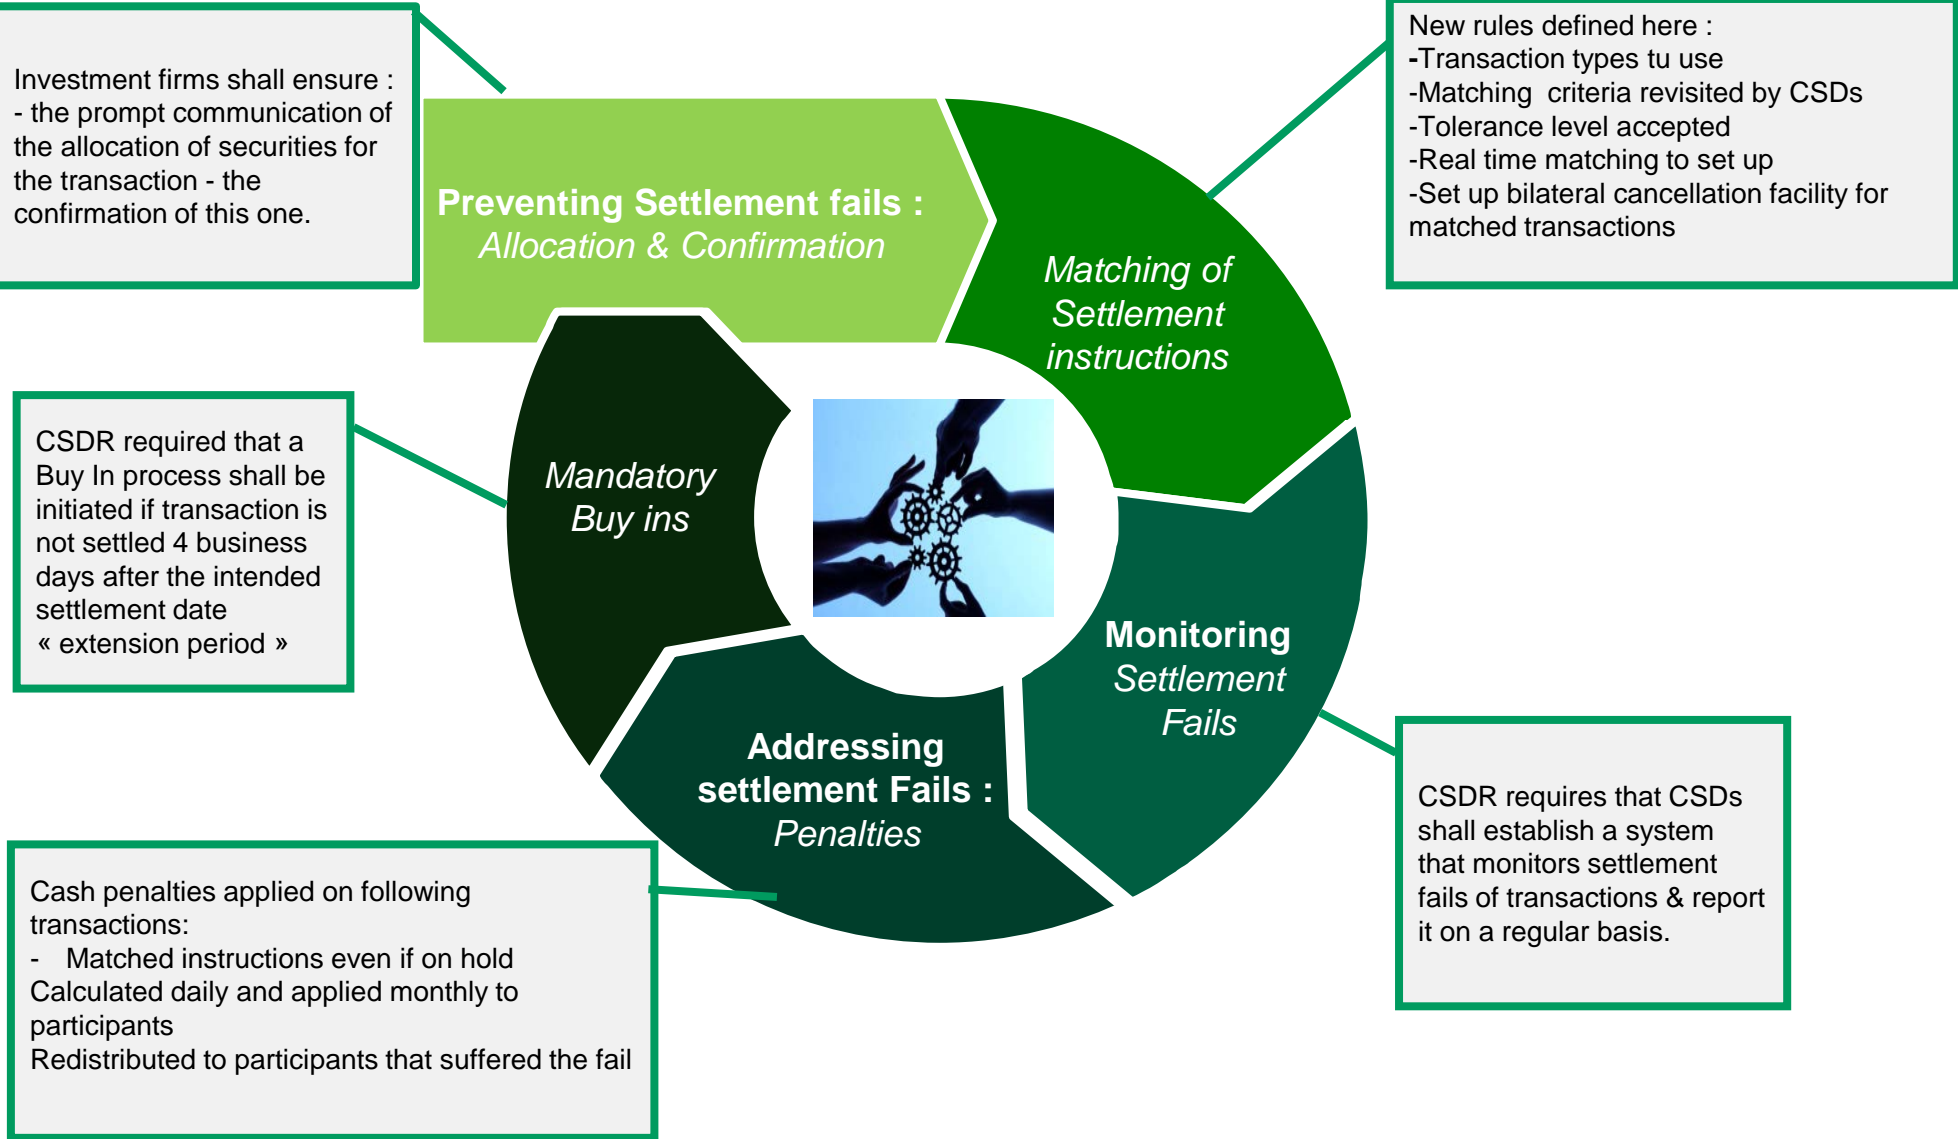 Investment firms shall ensure :
- the prompt communication of
the allocation of securities for
the transaction - the
confirmation of this one.
Preventing Settlement fails :
Allocation & Confirmation
New rules defined here :
-Transaction types tu use
-Matching criteria revisited by CSDs
-Tolerance level accepted
-Real time matching to set up
-Set up bilateral cancellation facility for
matched transactions
Matching of
Settlement
instructions
CSDR required that a
Buy In process shall be
initiated if transaction is
not settled 4 business
days after the intended
settlement date
« extension period »
Mandatory
Buy ins
Monitoring
Settlement
Fails
Addressing
settlement Fails :
Penalties
CSDR requires that CSDs
shall establish a system
that monitors settlement
fails of transactions & report
it on a regular basis.
Cash penalties applied on following
transactions:
- Matched instructions even if on hold
Calculated daily and applied monthly to
participants
Redistributed to participants that suffered the fail